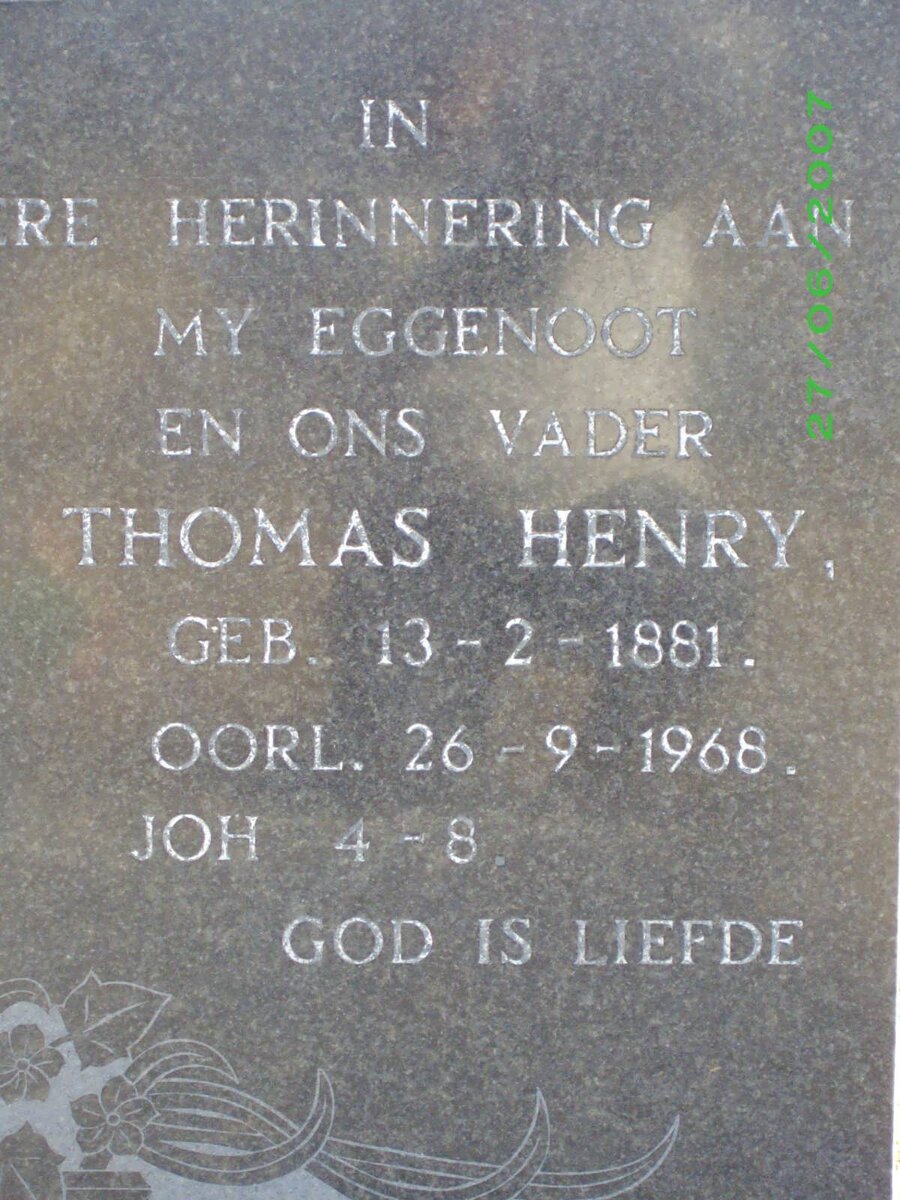 IN
ERE HERINNERING AAN
MY EGGENOOT
EN ONS VADER
THOMAS HENRY,
GEB. 13-2-1881.
OORL. 26-9-1968.
JOH 4-8.
GOD IS LIEFDE
27/06/2007